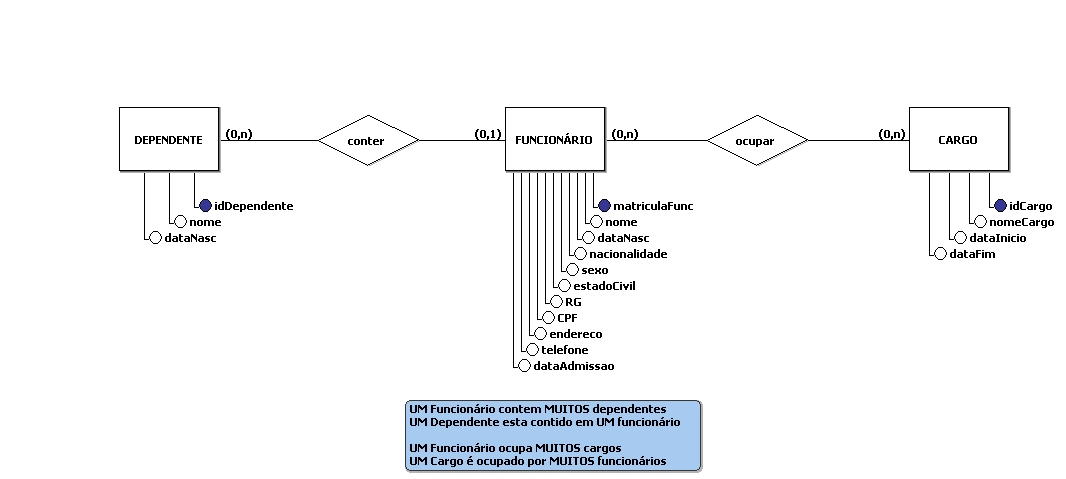 DEPENDENTE
(0,n)
conter
(0,1)
FUNCIONÁRIO
(0,n)
ocupar
(0,n)
CARGO
idDependente
nome
dataNasc
matriculaFunc
nome
dataNasc
nacionalidade
sexo
estadoCivil
RG
CPF
endereco
telefone
dataAdmissao
idCargo
nomeCargo
dataInicio
dataFim
UM Funcionário contem MUITOS dependentes
UM Dependente esta contido em UM funcionário
UM Funcionário ocupa MUITOS cargos
UM Cargo é ocupado por MUITOS funcionários